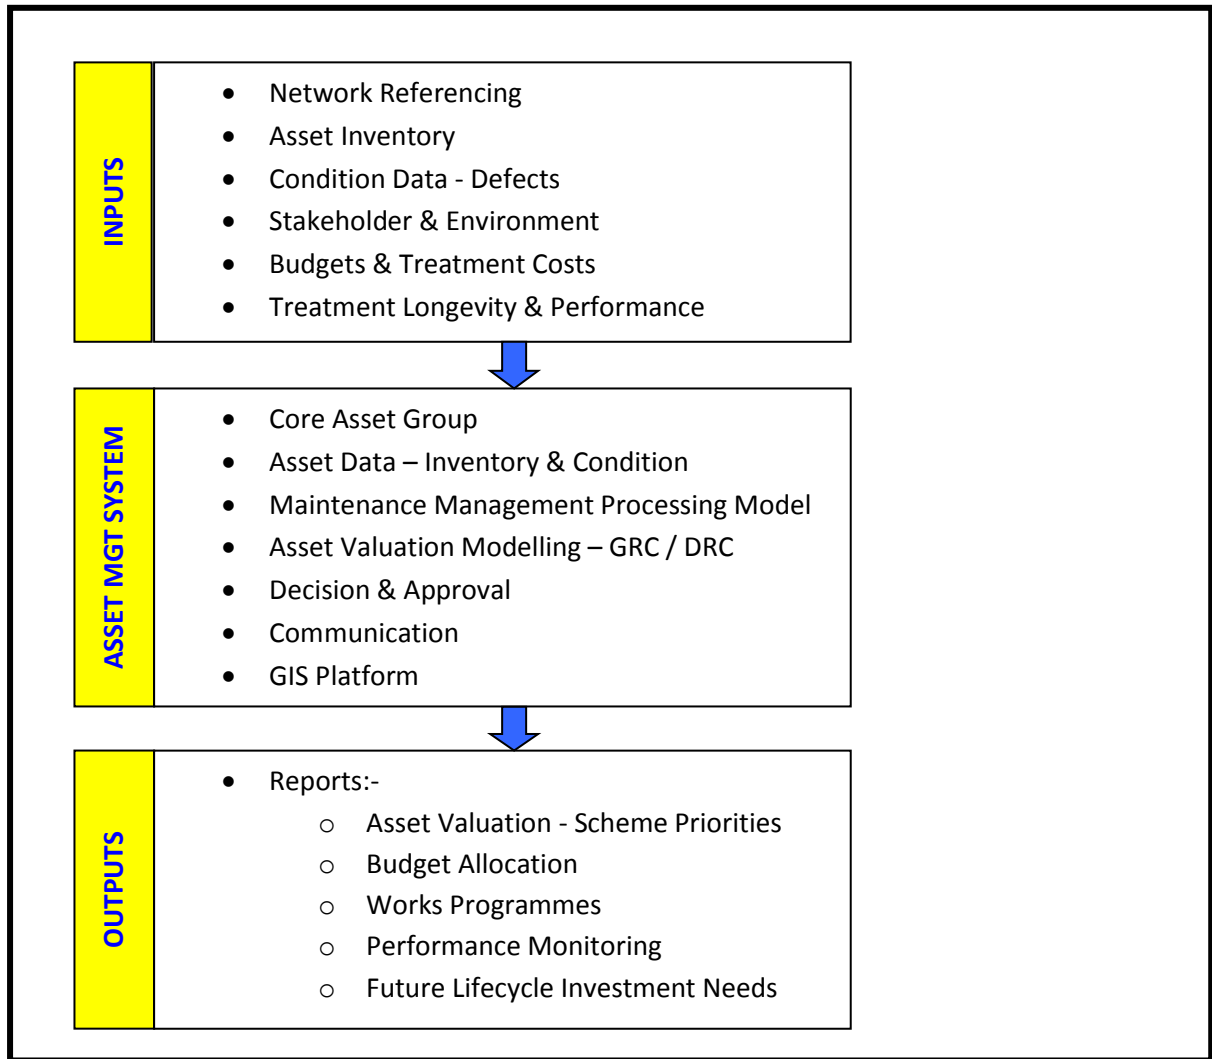 INPUTS
• Network Referencing
• Asset Inventory
• Condition Data - Defects
• Stakeholder & Environment
• Budgets & Treatment Costs
• Treatment Longevity & Performance
ASSET MGT SYSTEM
• Core Asset Group
• Asset Data – Inventory & Condition
• Maintenance Management Processing Model
• Asset Valuation Modelling – GRC / DRC
• Decision & Approval
• Communication
• GIS Platform
OUTPUTS
• Reports:-
o Asset Valuation - Scheme Priorities
o Budget Allocation
o Works Programmes
o Performance Monitoring
o Future Lifecycle Investment Needs